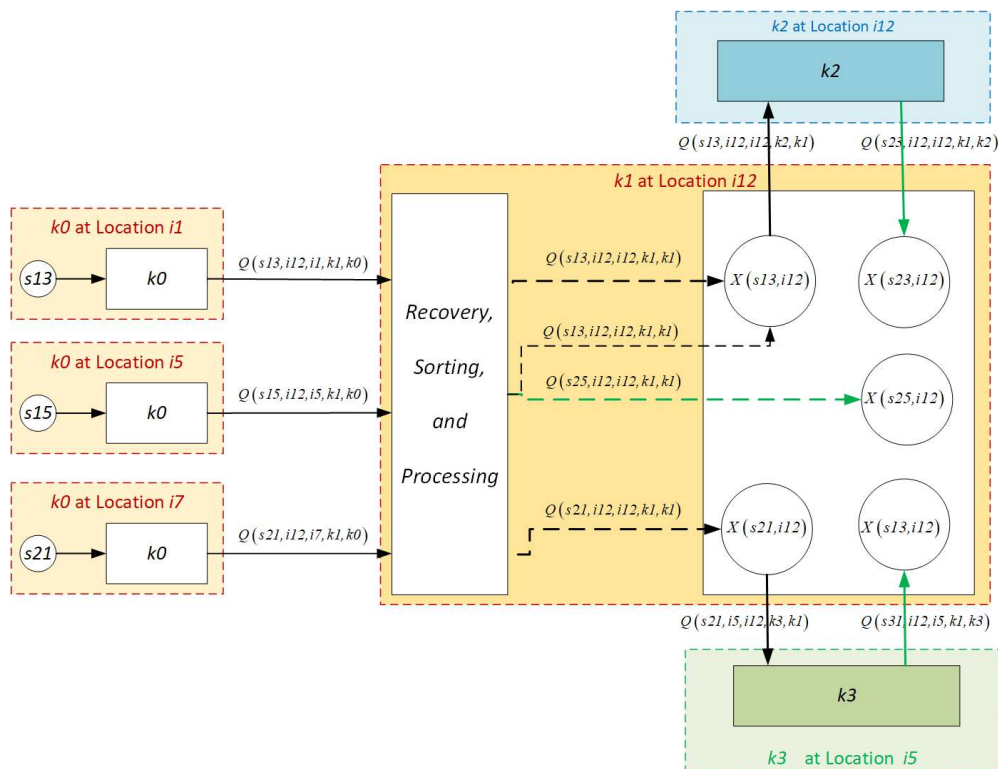 k2 at Location i12
k2
Q(s13,i12,i12,k2,k1)
Q(s23,i12,i12,k1,k2)
k1 at Location i12
k0 at Location i1
s13
k0
Q(s13,i12,i1,k1,k0)
Q(s13,i12,i12,k1,k1)
X(s13,i12)
X(s23,i12)
Recovery,
Sorting,
and
Processing
k0 at Location i5
s15
k0
Q(s15,i12,i5,k1,k0)
Q(s13,i12,i12,k1,k1)
Q(s25,i12,i12,k1,k1)
X(s25,i12)
k0 at Location i7
s21
k0
Q(s21,i12,i7,k1,k0)
Q(s21,i12,i12,k1,k1)
X(s21,i12)
X(s13,i12)
Q(s21,i5,i12,k3,k1)
Q(s31,i12,i5,k1,k3)
k3
k3 at Location i5